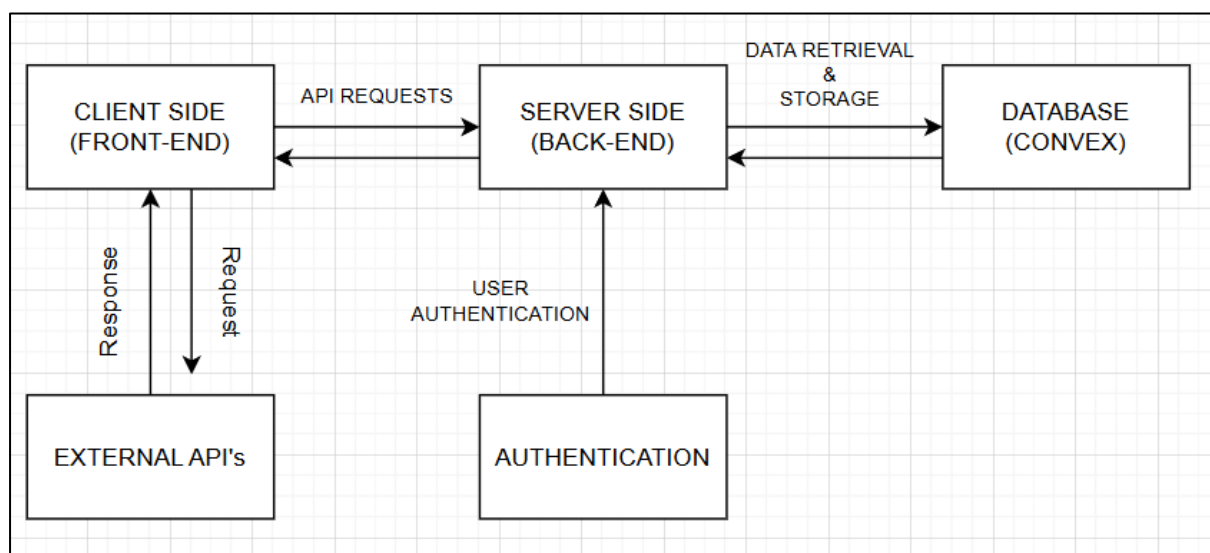 DATA RETRIEVAL
&
STORAGE
CLIENT SIDE
(FRONT-END)
API REQUESTS
SERVER SIDE
(BACK-END)
DATABASE
(CONVEX)
Response
Request
USER
AUTHENTICATION
EXTERNAL API's
AUTHENTICATION